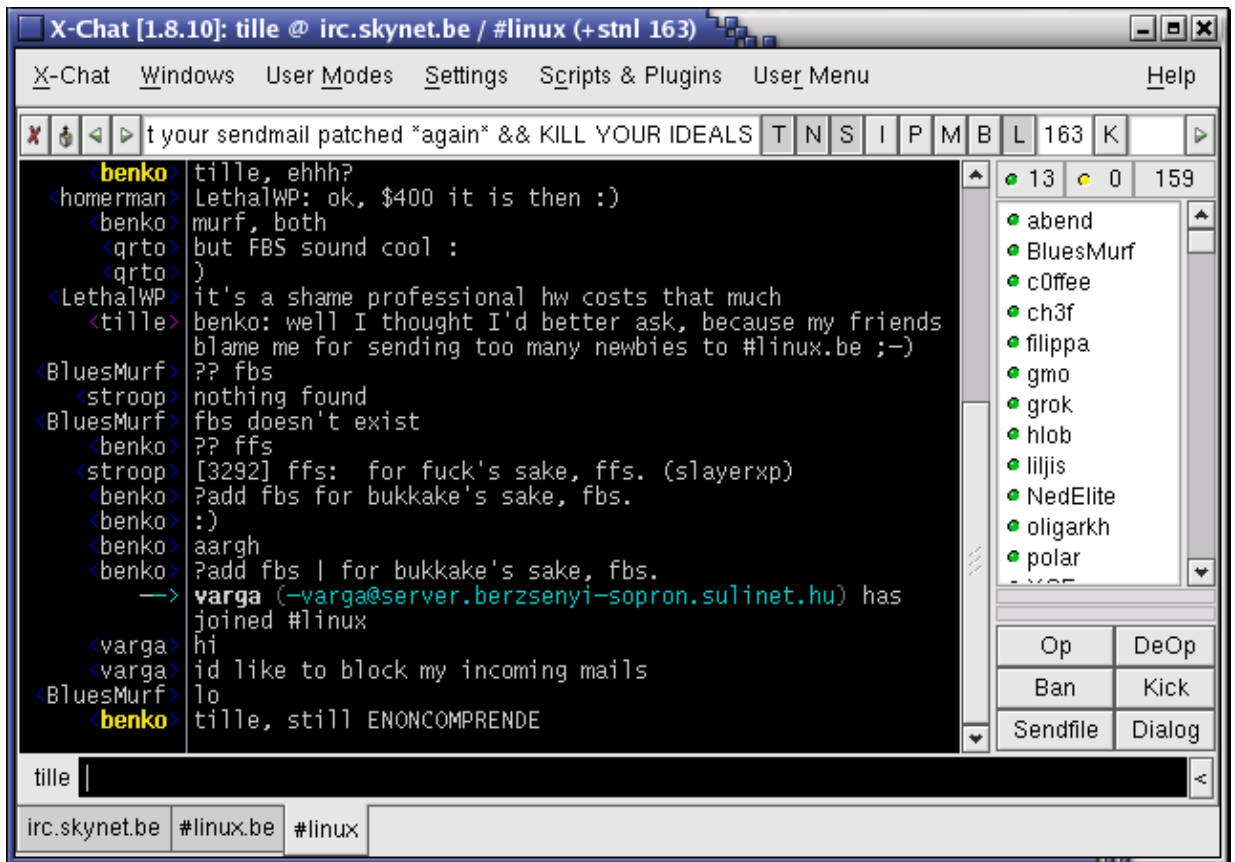 X-Chat [1.8.10]: tille @ irc.skynet.be / #linux (+stnl 163)
X-Chat Windows User Modes Settings Scripts & Plugins User Menu Help
t your sendmail patched *again* && KILL YOUR IDEALS T N S I P M B L 163 K
<benko> tille, ehhh?
<homerman> LethalWP: ok, $400 it is then :)
<benko> murf, both
<qrto> but FBS sound cool :
<qrto> )
<LethalWP> it's a shame professional hw costs that much
<tille> benko: well I thought I'd better ask, because my friends
blame me for sending too many newbies to #linux.be ;-)
<BluesMurf> ?? fbs
<stroop> nothing found
<BluesMurf> fbs doesn't exist
<benko> ?? ffs
<stroop> [3292] ffs:  for fuck's sake, ffs. (slayerxp)
<benko> ?add fbs for bukkake's sake, fbs.
<benko> :)
<benko> aargh
<benko> ?add fbs | for bukkake's sake, fbs.
--> varga (~varga@server.berzsenyi-sopron.sulinet.hu) has
joined #linux
<varga> hi
<varga> id like to block my incoming mails
<BluesMurf> lo
<benko> tille, still ENONCOMPRENDE
13 0 159
abend
BluesMurf
c0ffee
ch3f
filippa
gmo
grok
hlob
liljis
NedElite
oligarkh
polar
Op DeOp
Ban Kick
Sendfile Dialog
tille
<
irc.skynet.be #linux.be #linux